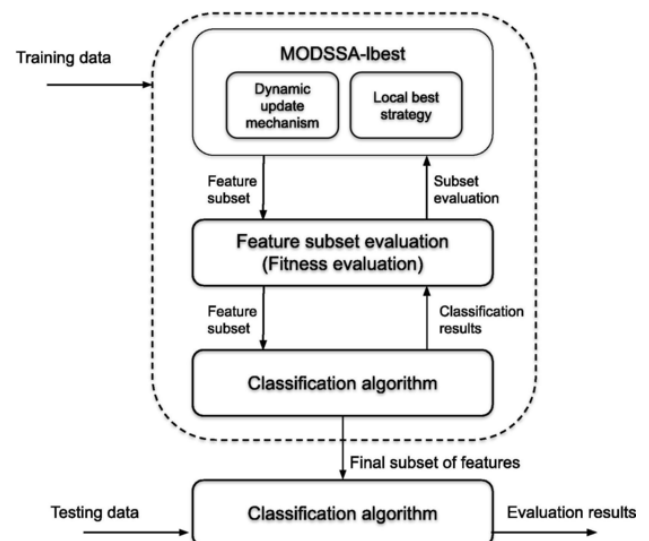 MODSSA-lbest
Training data
Dynamic
update
mechanism
Local best
strategy
Feature
subset
Subset
evaluation
Feature subset evaluation
(Fitness evaluation)
Feature
subset
Classification
results
Classification algorithm
Final subset of features
Testing data
Classification algorithm
Evaluation results